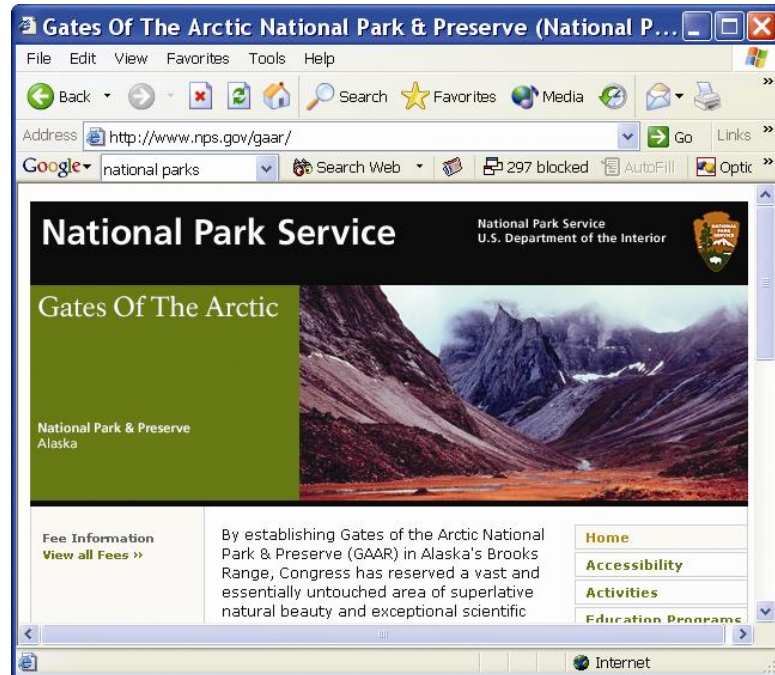 Gates Of The Arctic National Park & Preserve (National P...
File Edit View Favorites Tools Help
Back Search Favorites Media »
Address http://www.nps.gov/gaar/ Go Links »
Google national parks Search Web 297 blocked AutoFill Optic »
National Park Service
National Park Service
U.S. Department of the Interior
NATIONAL
PARK
SERVICE
Gates Of The Arctic
National Park & Preserve
Alaska
Fee Information
View all Fees »
By establishing Gates of the Arctic National
Park & Preserve (GAAR) in Alaska's Brooks
Range, Congress has reserved a vast and
essentially untouched area of superlative
natural beauty and exceptional scientific
Home
Accessibility
Activities
Education Programs
Internet